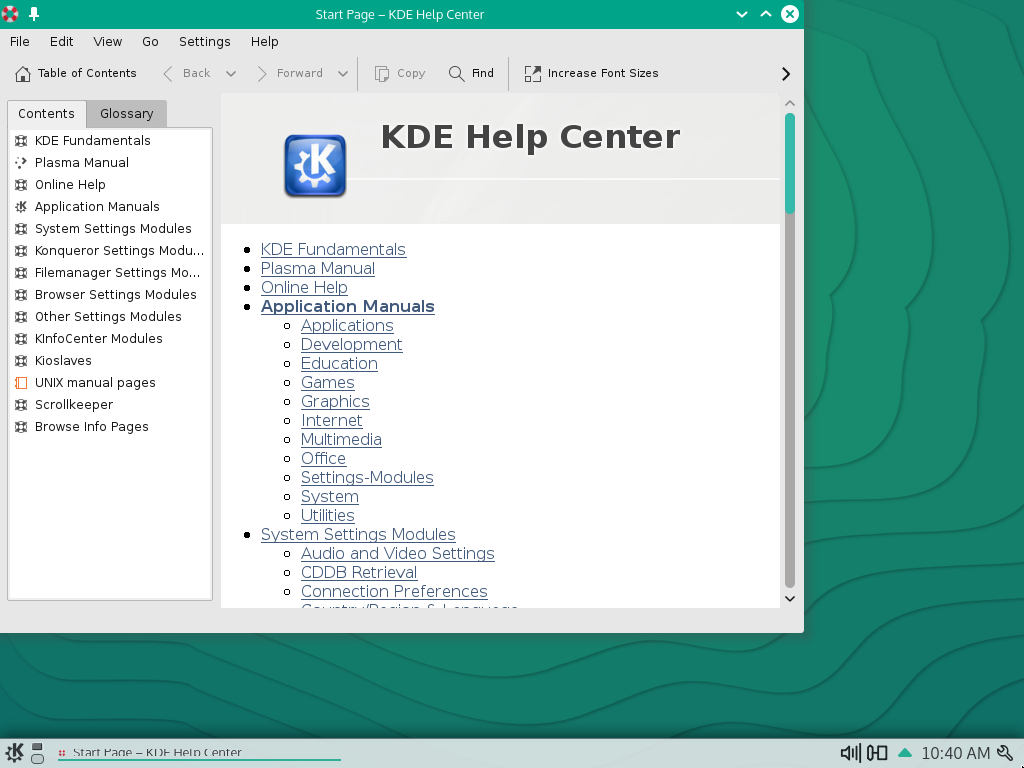 Start Page – KDE Help Center
File Edit View Go Settings Help
Table of Contents Back Forward Copy Find Increase Font Sizes
Contents Glossary
KDE Fundamentals
Plasma Manual
Online Help
Application Manuals
System Settings Modules
Konqueror Settings Modu...
Filemanager Settings Mo...
Browser Settings Modules
Other Settings Modules
KInfoCenter Modules
Kioslaves
UNIX manual pages
Scrollkeeper
Browse Info Pages
KDE Help Center
KDE Fundamentals
Plasma Manual
Online Help
Application Manuals
Applications
Development
Education
Games
Graphics
Internet
Multimedia
Office
Settings-Modules
System
Utilities
System Settings Modules
Audio and Video Settings
CDDB Retrieval
Connection Preferences
Country/Region & Language
Start Page – KDE Help Center
10:40 AM